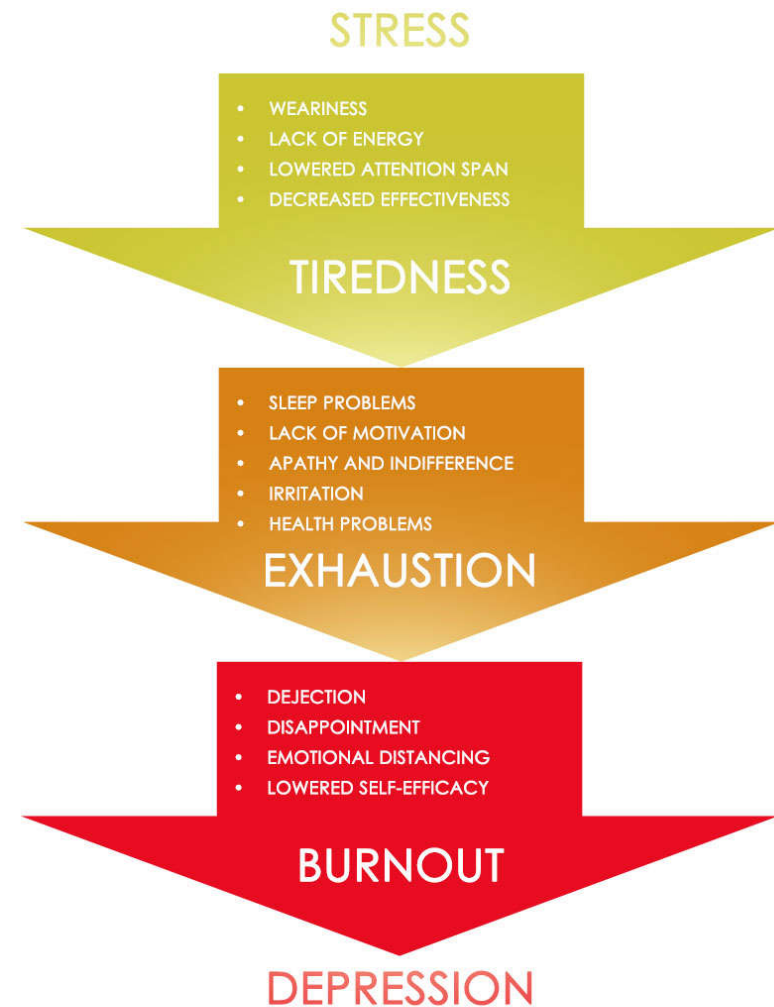 STRESS
• WEARINESS
• LACK OF ENERGY
• LOWERED ATTENTION SPAN
• DECREASED EFFECTIVENESS
TIREDNESS
• SLEEP PROBLEMS
• LACK OF MOTIVATION
• APATHY AND INDIFFERENCE
• IRRITATION
• HEALTH PROBLEMS
EXHAUSTION
• DEJECTION
• DISAPPOINTMENT
• EMOTIONAL DISTANCING
• LOWERED SELF-EFFICACY
BURNOUT
DEPRESSION